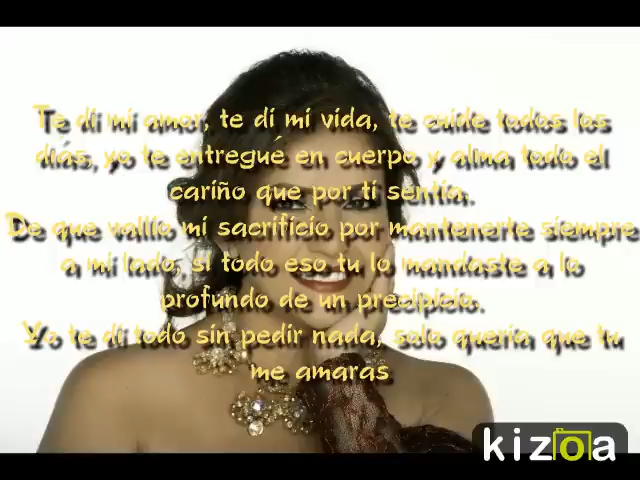 Te di mi amor, te di mi vida, te cuide todos los
diás, yo te entregué en cuerpo y alma todo el
cariño que por ti sentia.
De que vallio mi sacrificio por mantenerte siempre
a mi lado, si todo eso tu lo mandaste a lo
profundo de un precipicio.
Yo te di todo sin pedir nada, solo queria que tu
me amaras
kizoa